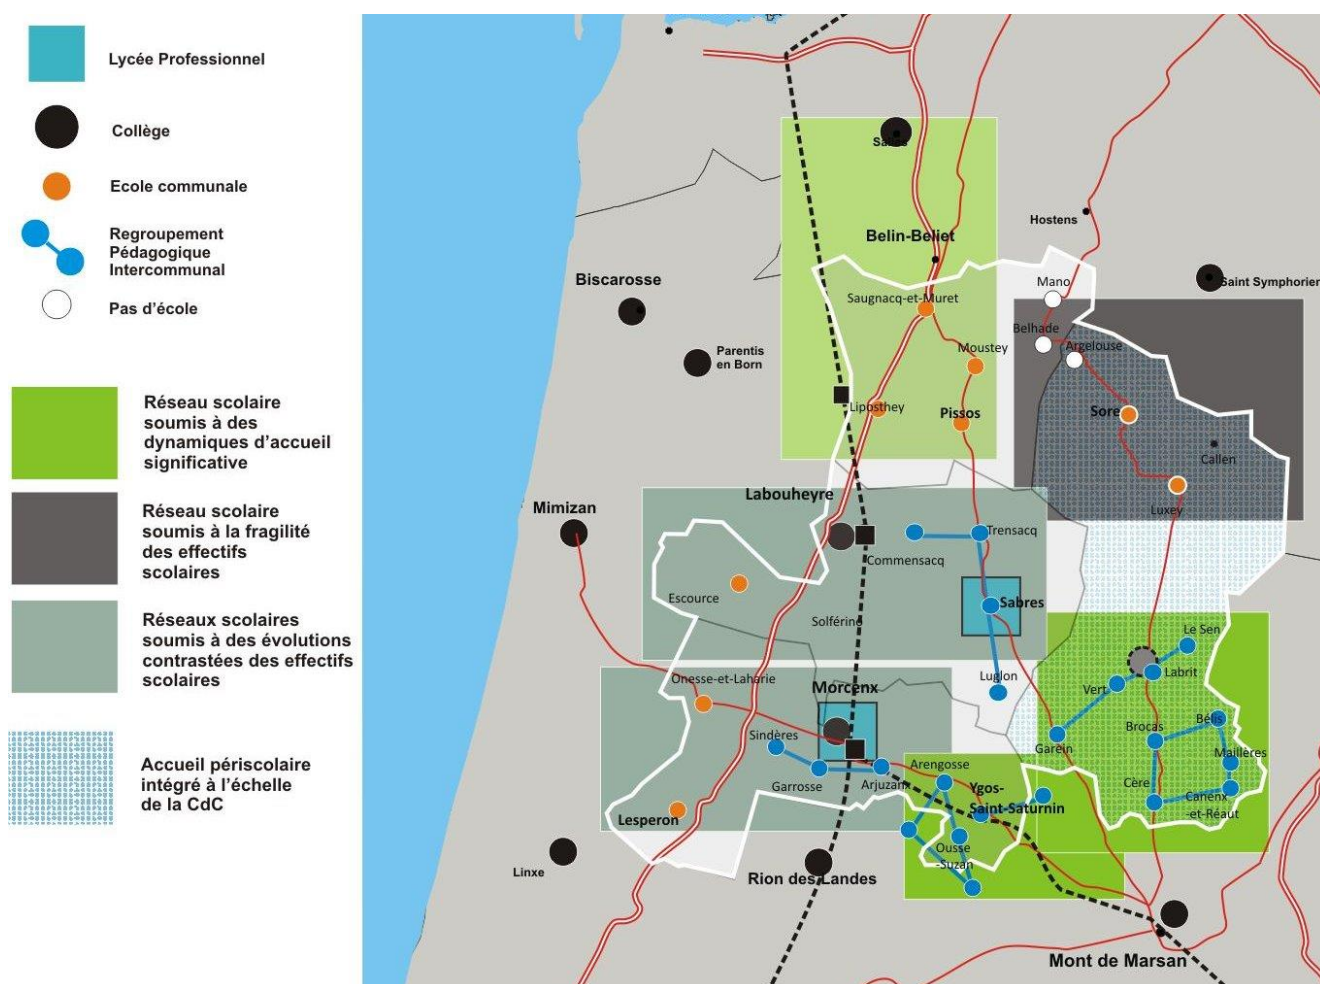 Lycée Professionnel
Collège
Ecole communale
Regroupement
Pédagogique
Intercommunal
Pas d'école
Réseau scolaire
soumis à des
dynamiques d'accueil
significative
Réseau scolaire
soumis à la fragilité
des effectifs
scolaires
Réseaux scolaires
soumis à des évolutions
contrastées des effectifs
scolaires
Accueil périscolaire
intégré à l'échelle
de la CdC
Salles
Hostens
Belin-Beliet
Biscarosse
Mano
Saint Symphorien
Saugnacq-et-Muret
Belhade
Argelouse
Moustey
Parentis
en Born
Liposthey
Pissos
Sore
Callen
Labouheyre
Mimizan
Luxey
Trensacq
Commensacq
Escource
Sabres
Solférino
Le Sen
Onesse-et-Laharie
Luglon
Labrit
Morcenx
Vert
Bélis
Brocas
Sindères
Garein
Maillères
Arengosse
Garrosse
Arjuzanx
Ygos-
Saint-Saturnin
Cère
Canenx
-et-Réaut
Lesperon
Ousse
-Suzan
Linxe
Rion des Landes
Mont de Marsan